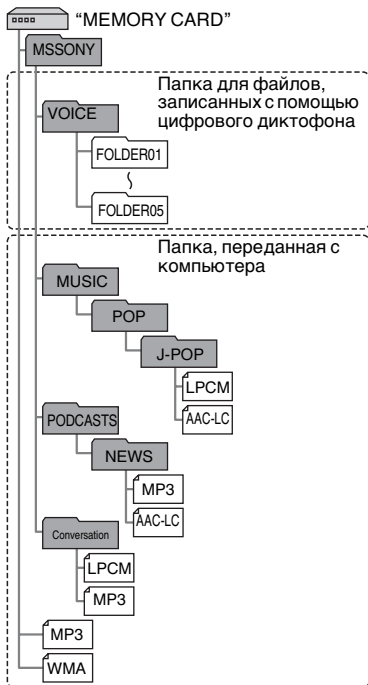 “MEMORY CARD”
MSSONY
Папка для файлов,
записанных с помощью
цифрового диктофона
VOICE
FOLDER01
FOLDER05
Папка, переданная с
компьютера
MUSIC
POP
J-POP
LPCM
AAC-LC
PODCASTS
NEWS
MP3
AAC-LC
Conversation
LPCM
MP3
MP3
WMA